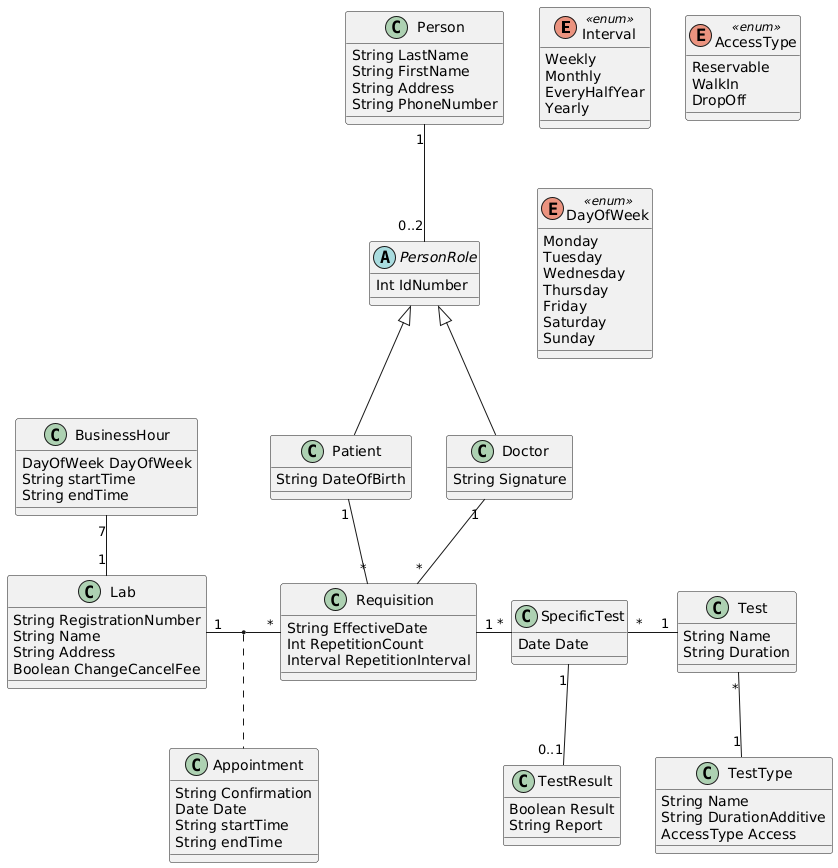 C Person
String LastName
String FirstName
String Address
String PhoneNumber
E «enum»
Interval
Weekly
Monthly
EveryHalfYear
Yearly
E «enum»
AccessType
Reservable
WalkIn
DropOff
1
0..2
A PersonRole
Int IdNumber
E «enum»
DayOfWeek
Monday
Tuesday
Wednesday
Thursday
Friday
Saturday
Sunday
C BusinessHour
DayOfWeek DayOfWeek
String startTime
String endTime
C Patient
String DateOfBirth
C Doctor
String Signature
7
1
1
*
1
*
C Lab
String RegistrationNumber
String Name
String Address
Boolean ChangeCancelFee
1
*
C Requisition
String EffectiveDate
Int RepetitionCount
Interval RepetitionInterval
1
*
C SpecificTest
Date Date
*
1
C Test
String Name
String Duration
1
0..1
*
1
C Appointment
String Confirmation
Date Date
String startTime
String endTime
C TestResult
Boolean Result
String Report
C TestType
String Name
String DurationAdditive
AccessType Access